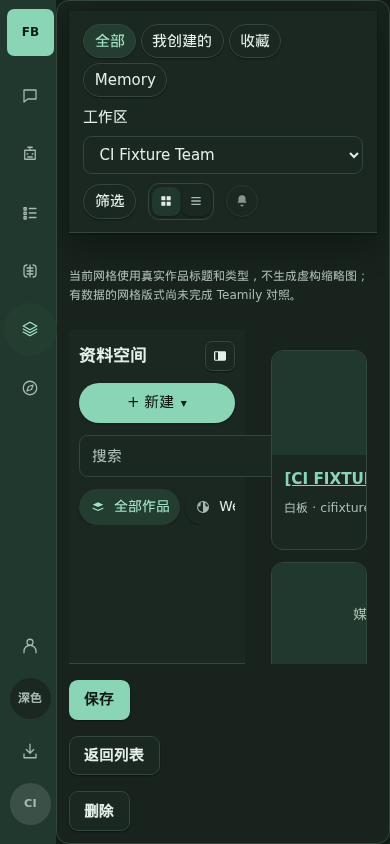 FB
全部
我创建的
收藏
Memory
工作区
CI Fixture Team
筛选
当前网格使用真实作品标题和类型，不生成虚构缩略图；
有数据的网格版式尚未完成 Teamily 对照。
资料空间
+ 新建 ▾
搜索
全部作品
We
[CI FIXTU
白板 · cifixture
媒
深色
CI
保存
返回列表
删除